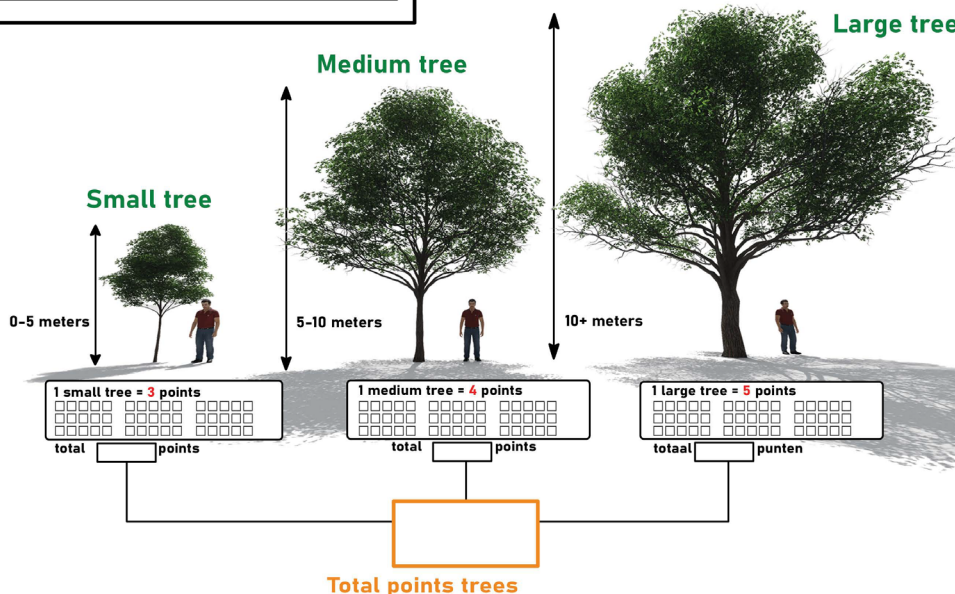 Large tree
Medium tree
Small tree
0-5 meters
5-10 meters
10+ meters
1 small tree = 3 points
1 medium tree = 4 points
1 large tree = 5 points
total points
total points
totaal punten
Total points trees